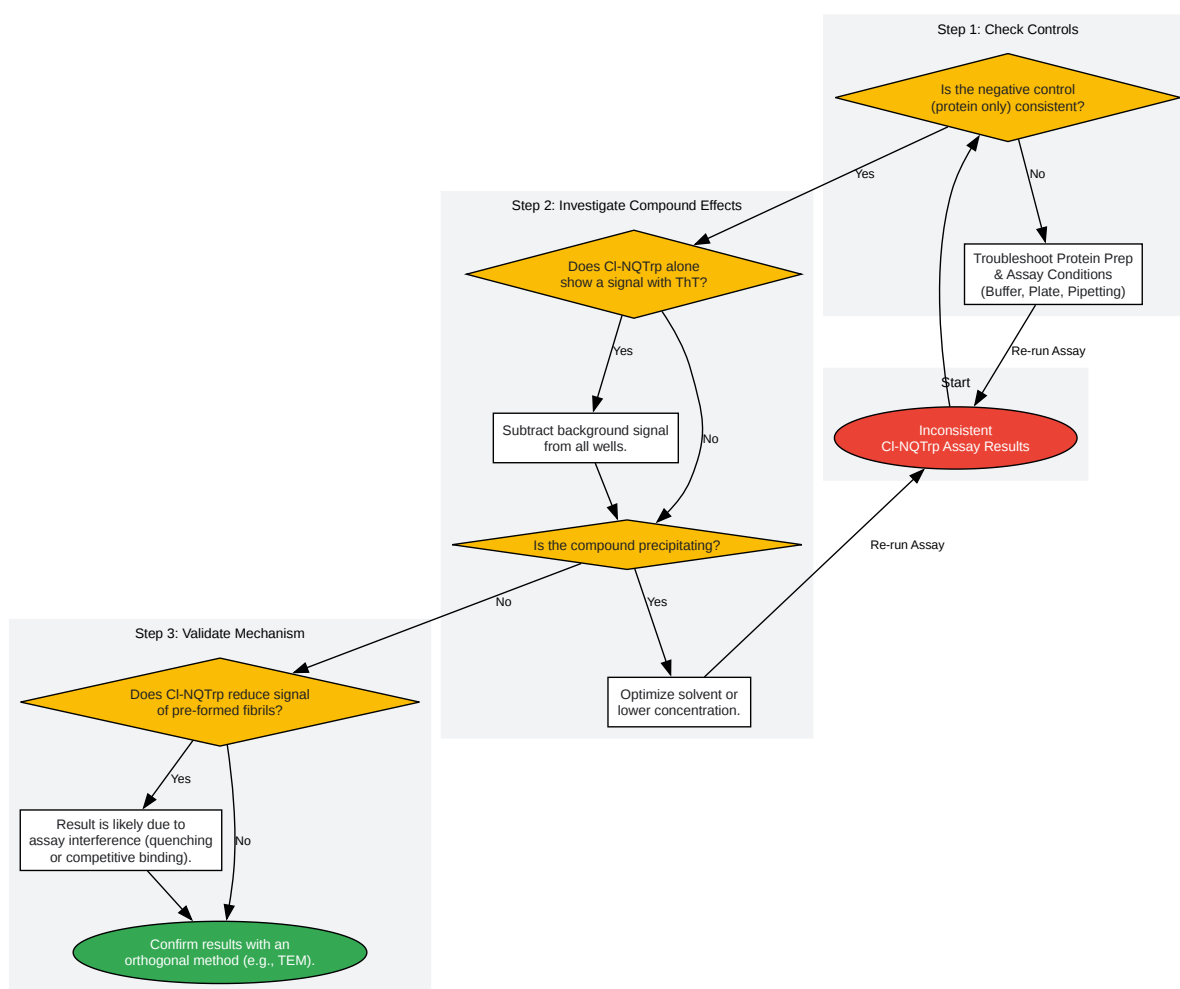 Step 1: Check Controls
Is the negative control
(protein only) consistent?
Yes
No
Troubleshoot Protein Prep
& Assay Conditions
(Buffer, Plate, Pipetting)
Re-run Assay
Start
Inconsistent
Cl-NQTrp Assay Results
Step 2: Investigate Compound Effects
Does Cl-NQTrp alone
show a signal with ThT?
Yes
No
Subtract background signal
from all wells.
Is the compound precipitating?
No
Yes
Re-run Assay
Optimize solvent or
lower concentration.
Step 3: Validate Mechanism
Does Cl-NQTrp reduce signal
of pre-formed fibrils?
Yes
No
Result is likely due to
assay interference (quenching
or competitive binding).
Confirm results with an
orthogonal method (e.g., TEM).